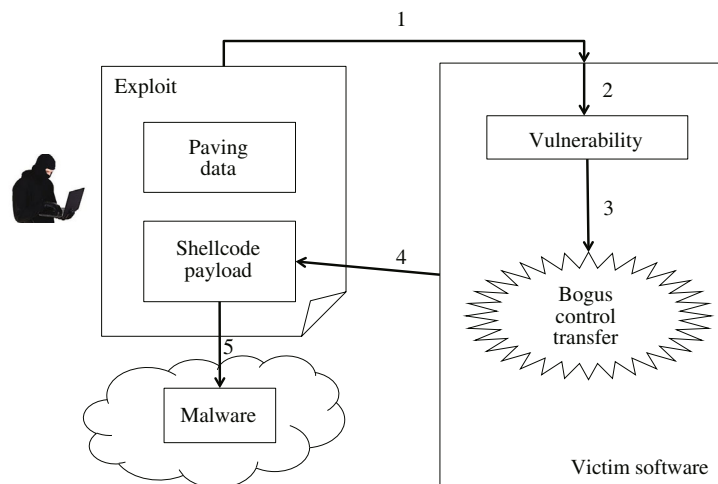 1
Exploit
2
Paving
data
Vulnerability
3
Shellcode
payload
4
Bogus
control
transfer
5
Malware
Victim software